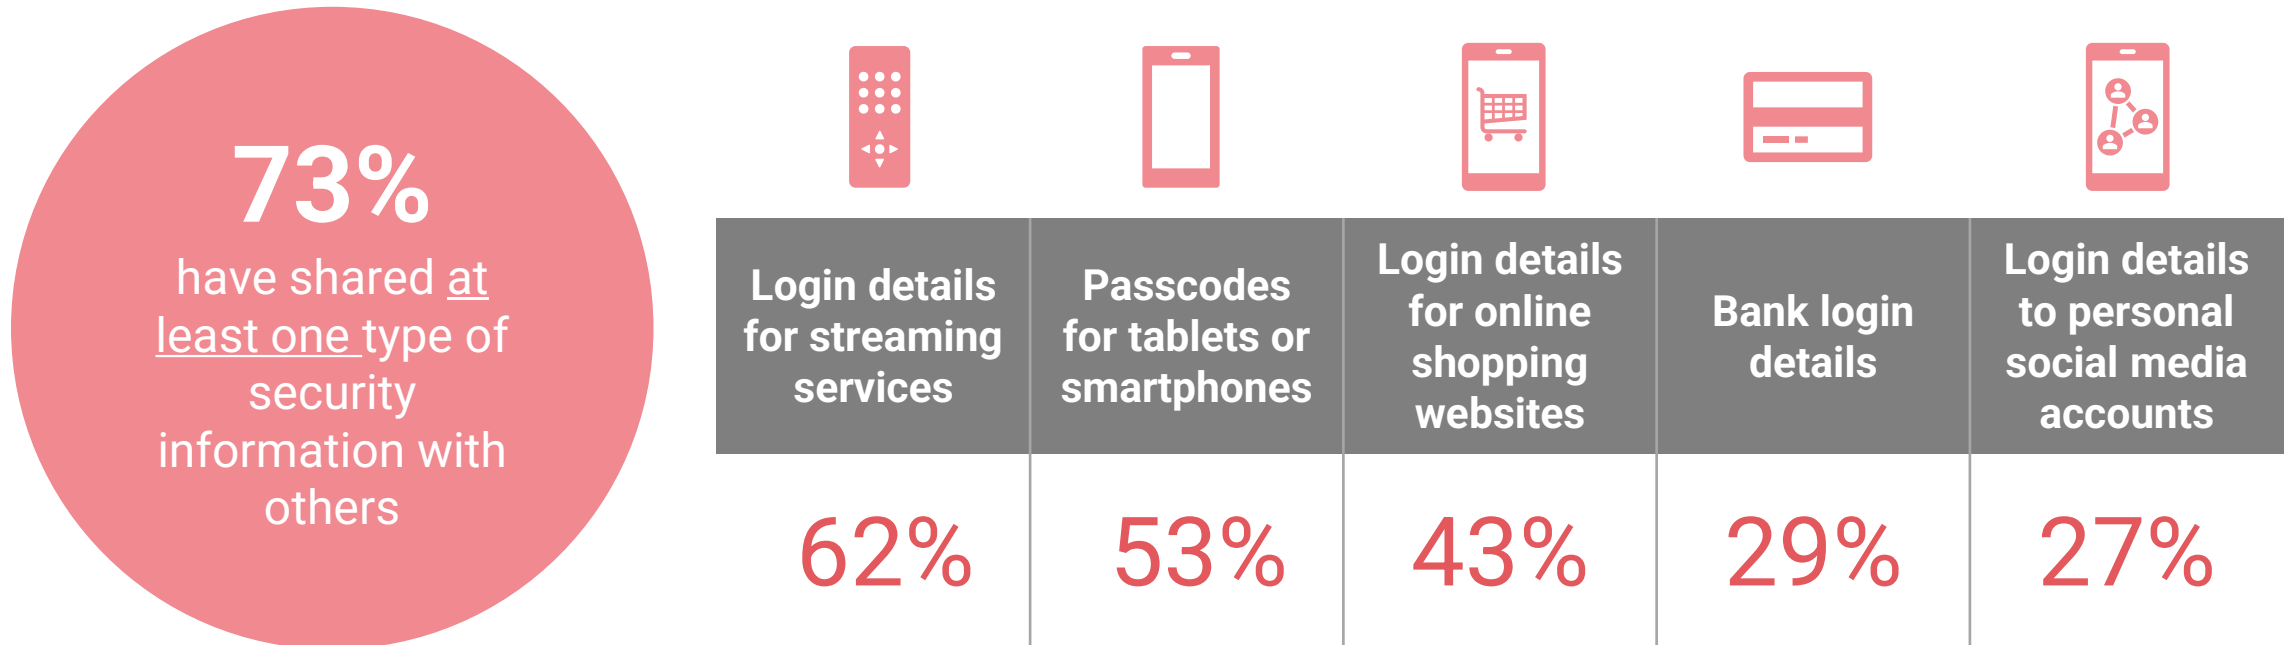 73%
have shared at
least one type of
security
information with
others
Login details
for streaming
services
62%
Passcodes
for tablets or
smartphones
53%
Login details
for online
shopping
websites
43%
Bank login
details
29%
Login details
to personal
social media
accounts
27%